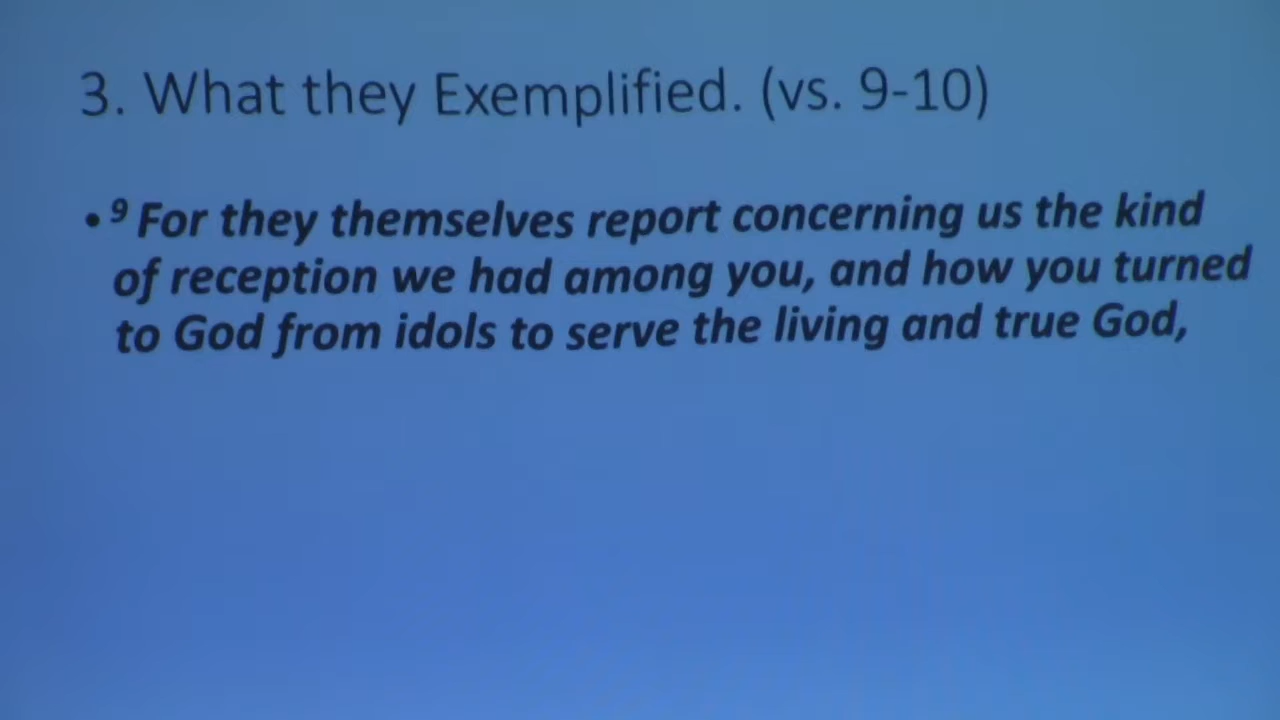 3. What they Exemplified. (vs. 9-10)
• ⁹ For they themselves report concerning us the kind
of reception we had among you, and how you turned
to God from idols to serve the living and true God,